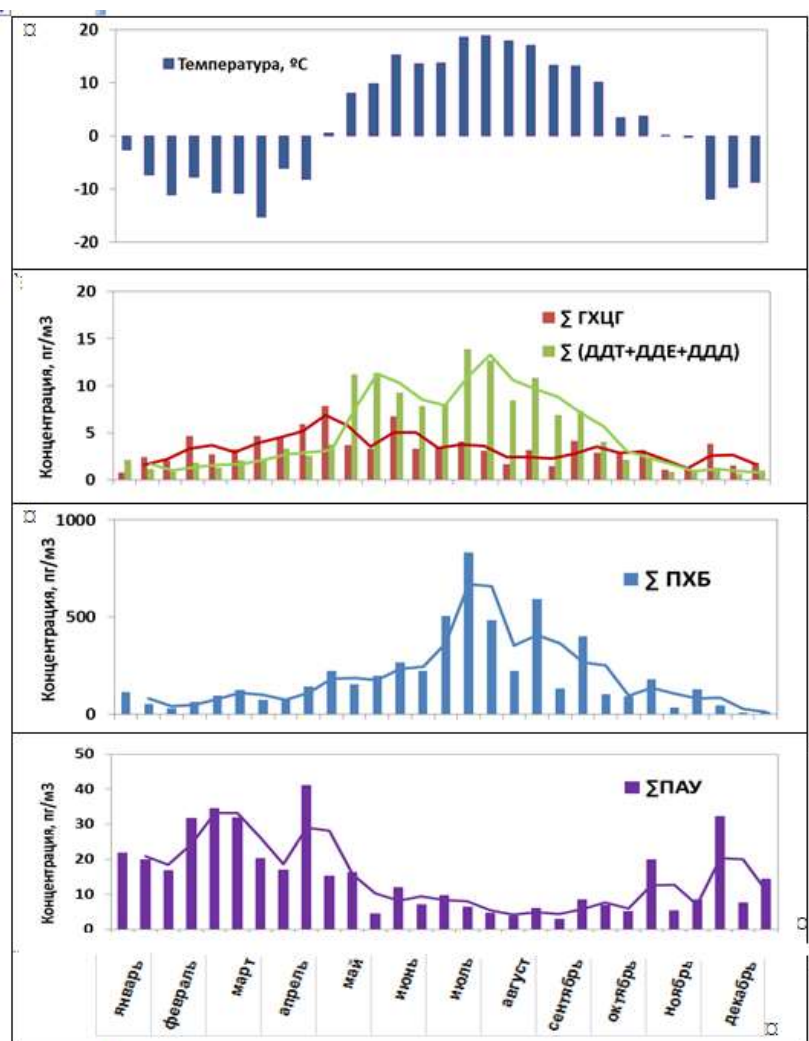 ¤
20
10
0
-10
-20
Температура, ºС
Концентрация, пг/м3
20
15
10
5
0
∑ ГХЦГ
∑ (ДДТ+ДДЕ+ДДД)
¤
Концентрация, пг/м3
1000
500
0
∑ ПХБ
Концентрация, пг/м3
50
40
30
20
10
0
∑ПАУ
¤
январь
февраль
март
апрель
май
июнь
июль
август
сентябрь
октябрь
ноябрь
декабрь
¤